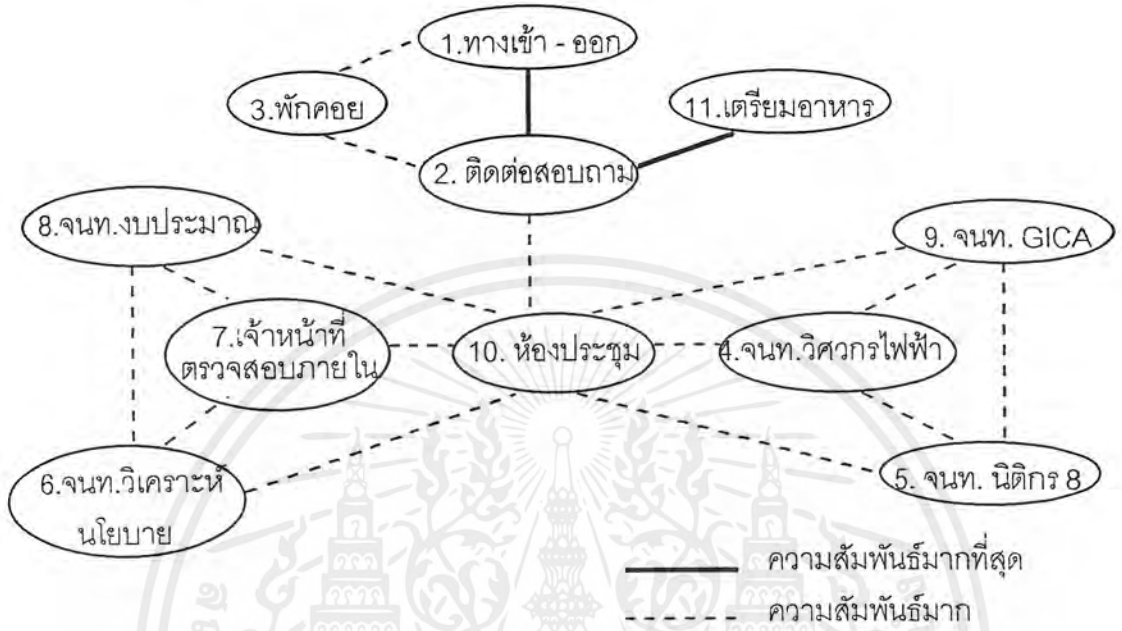 1.ทางเข้า - ออก
3.พักคอย
11.เตรียมอาหาร
2. ติดต่อสอบถาม
8.จนท.งบประมาณ
9. จนท. GICA
7.เจ้าหน้าที่
ตรวจสอบภายใน
10. ห้องประชุม
4.จนท.วิศวกรไฟฟ้า
6.จนท.วิเคราะห์
นโยบาย
5. จนท. นิติกร 8
ความสัมพันธ์มากที่สุด
ความสัมพันธ์มาก